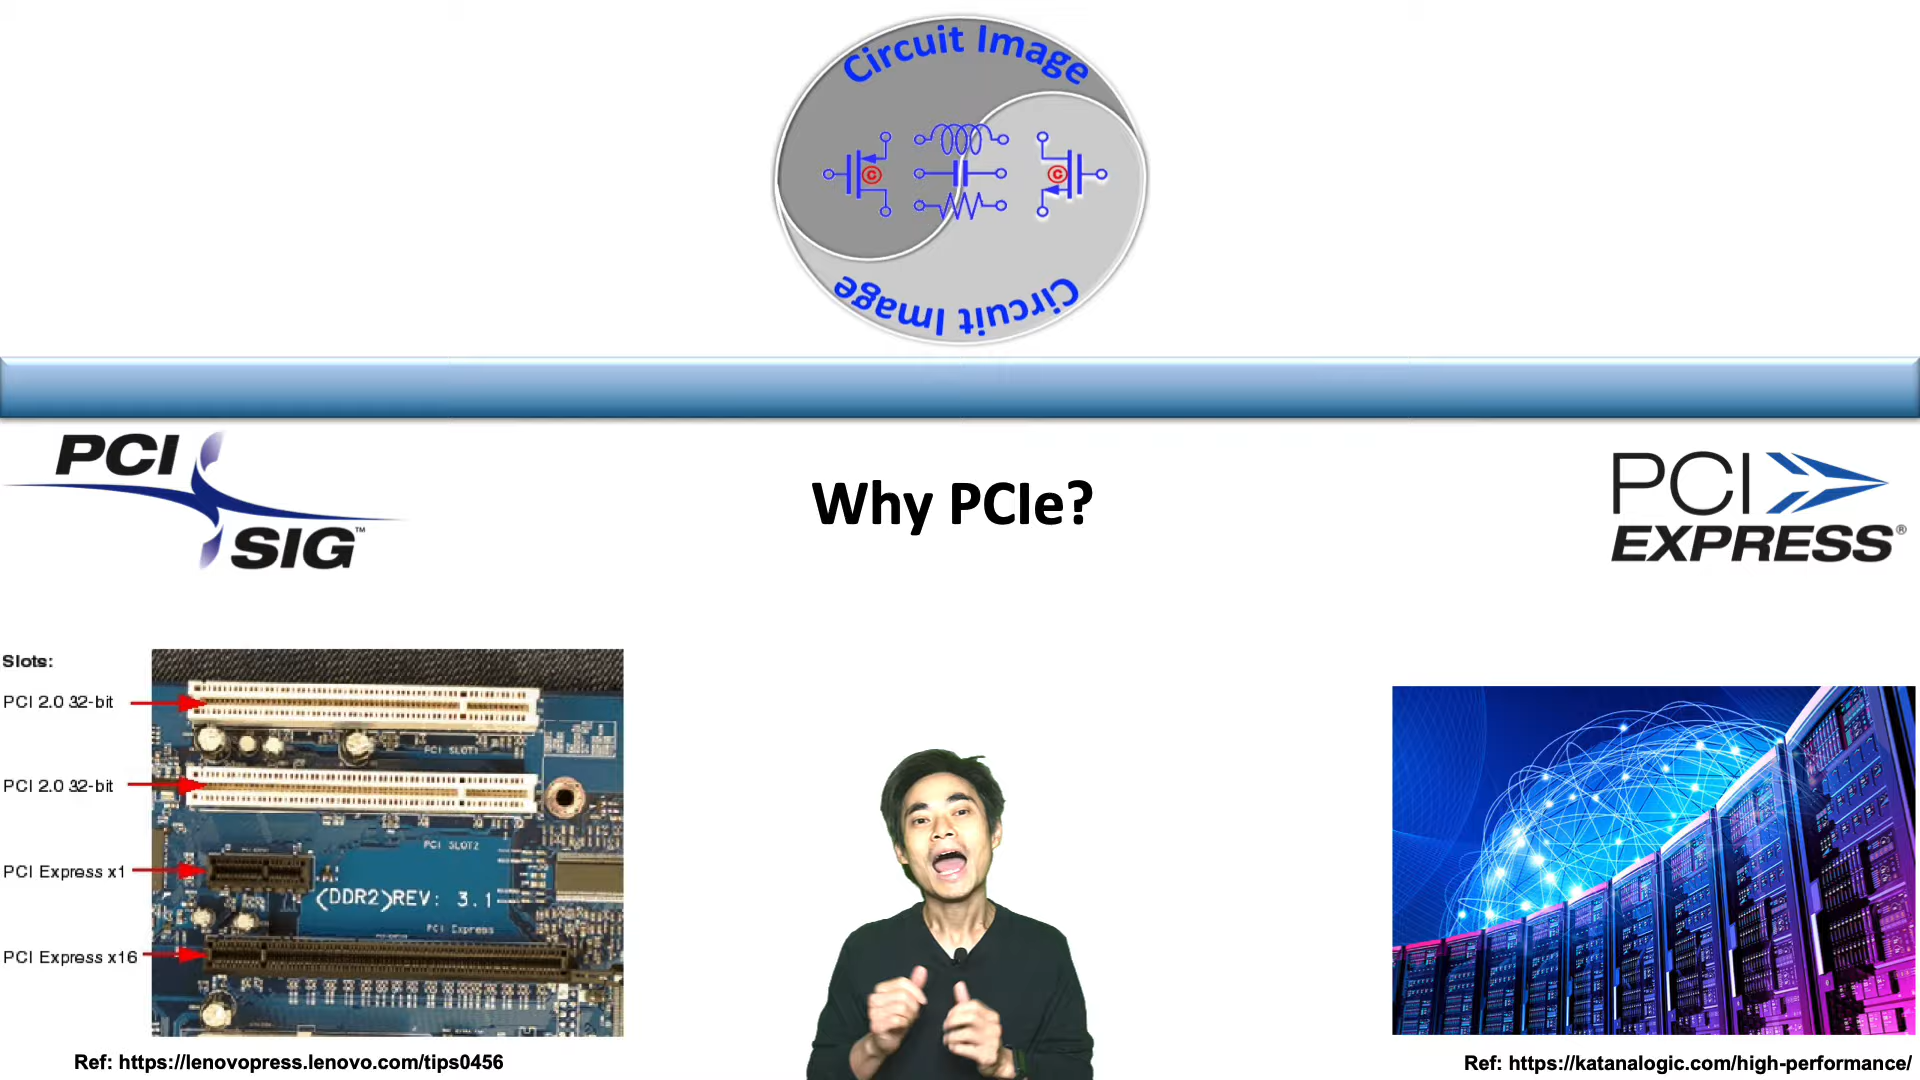 Circuit Image
©
©
Circuit Image
PCI
SIG™
Why PCIe?
PCI
EXPRESS®
Slots:
PCI 2.0 32-bit
PCI 2.0 32-bit
PCI Express x1
PCI Express x16
PCI SLOT1
PCI SLOT2
(DDR2)REV: 3.1
PCI Express
Ref: https://lenovopress.lenovo.com/tips0456
Ref: https://katanalogic.com/high-performance/